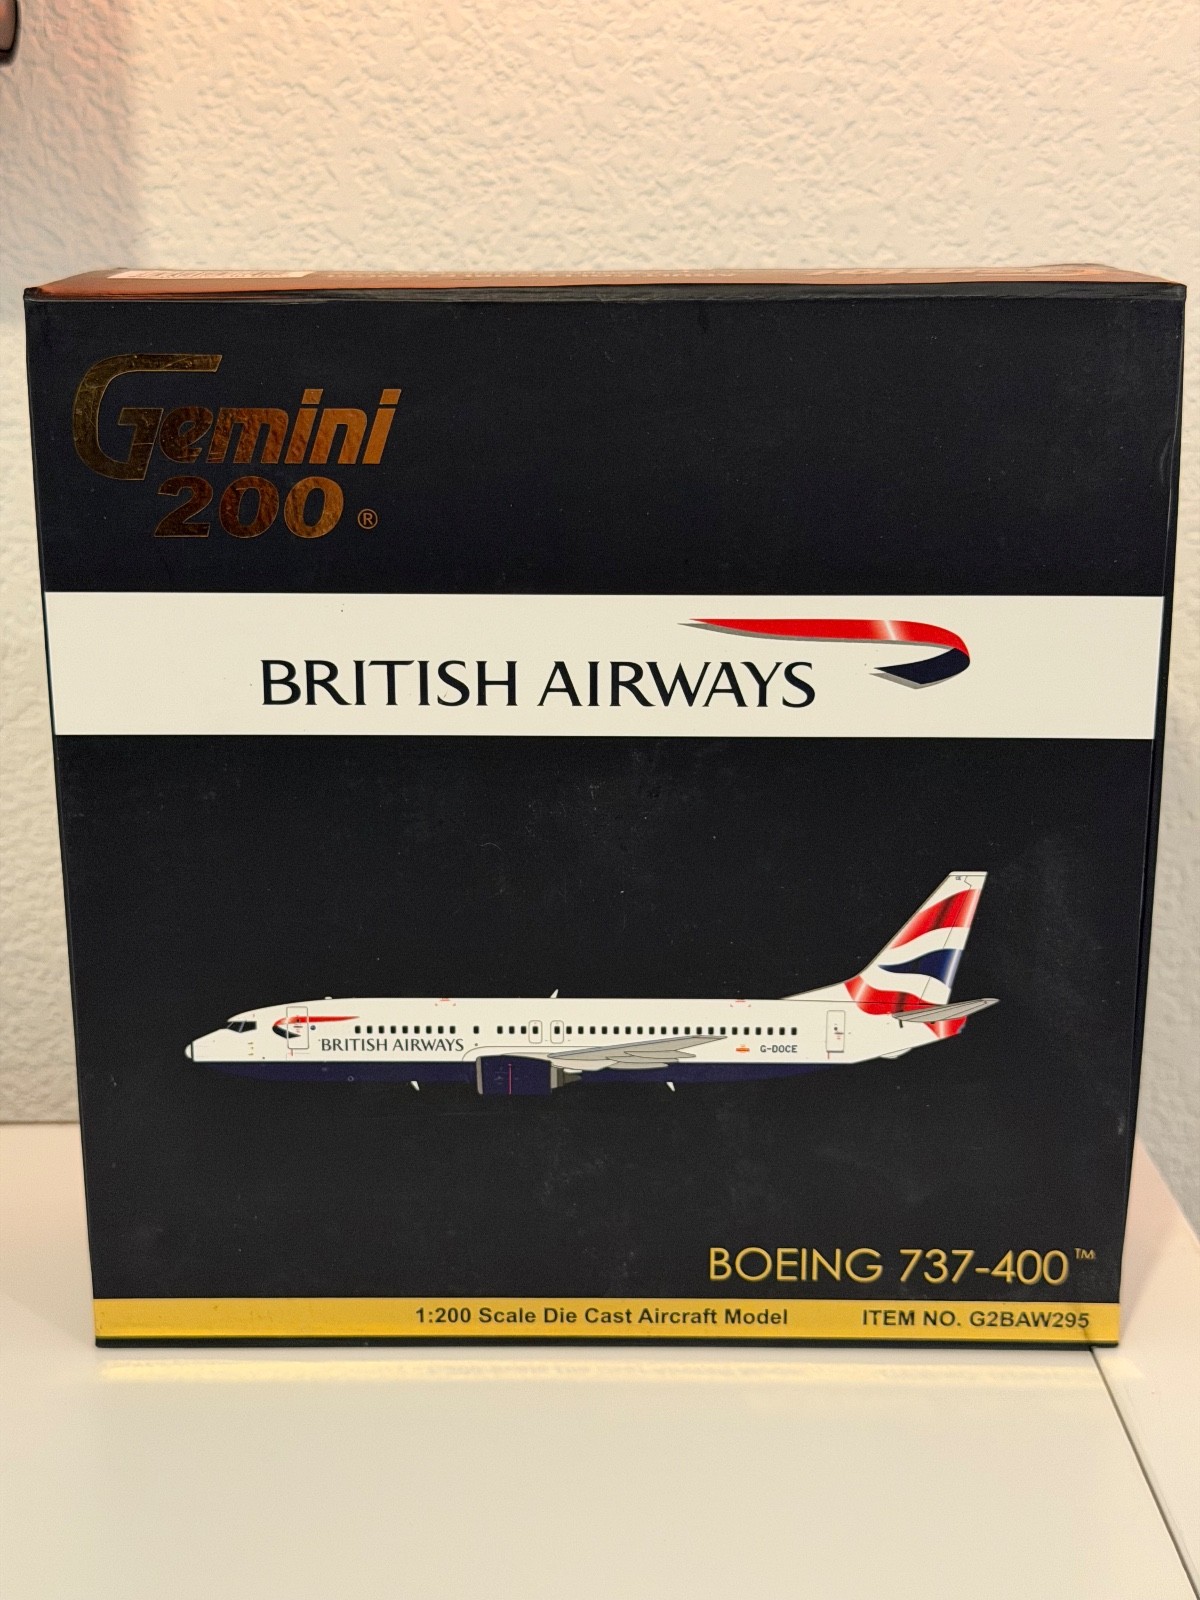 Gemini
200®
BRITISH AIRWAYS
BRITISH AIRWAYS
G-DOCE
BOEING 737-400™
1:200 Scale Die Cast Aircraft Model
ITEM NO. G2BAW295